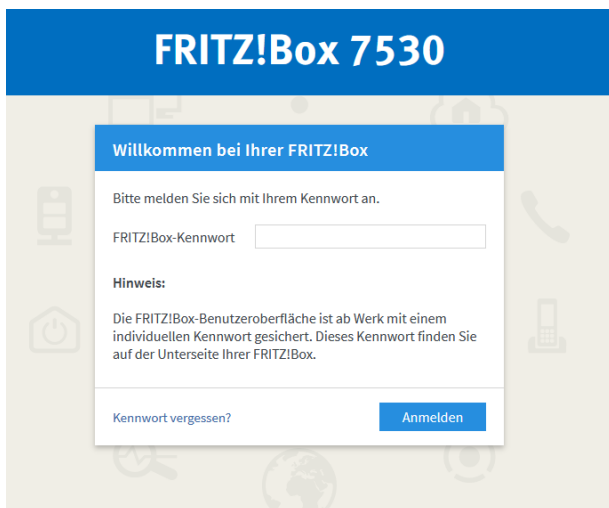 FRITZ!Box 7530
Willkommen bei Ihrer FRITZ!Box
Bitte melden Sie sich mit Ihrem Kennwort an.
FRITZ!Box-Kennwort
Hinweis:
Die FRITZ!Box-Benutzeroberfläche ist ab Werk mit einem
individuellen Kennwort gesichert. Dieses Kennwort finden Sie
auf der Unterseite Ihrer FRITZ!Box.
Kennwort vergessen?
Anmelden